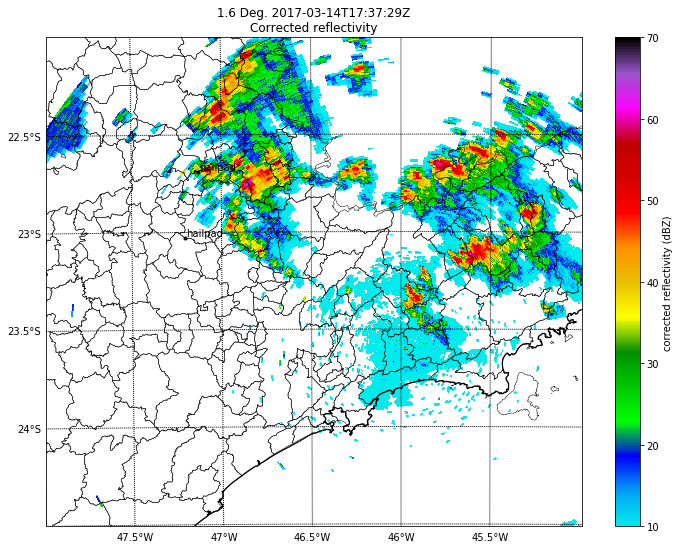 1.6 Deg. 2017-03-14T17:37:29Z
Corrected reflectivity
22.5°S
23°S
23.5°S
24°S
47.5°W
47°W
46.5°W
46°W
45.5°W
hailpad
hailpad
70
60
50
40
30
20
10
corrected reflectivity (dBZ)